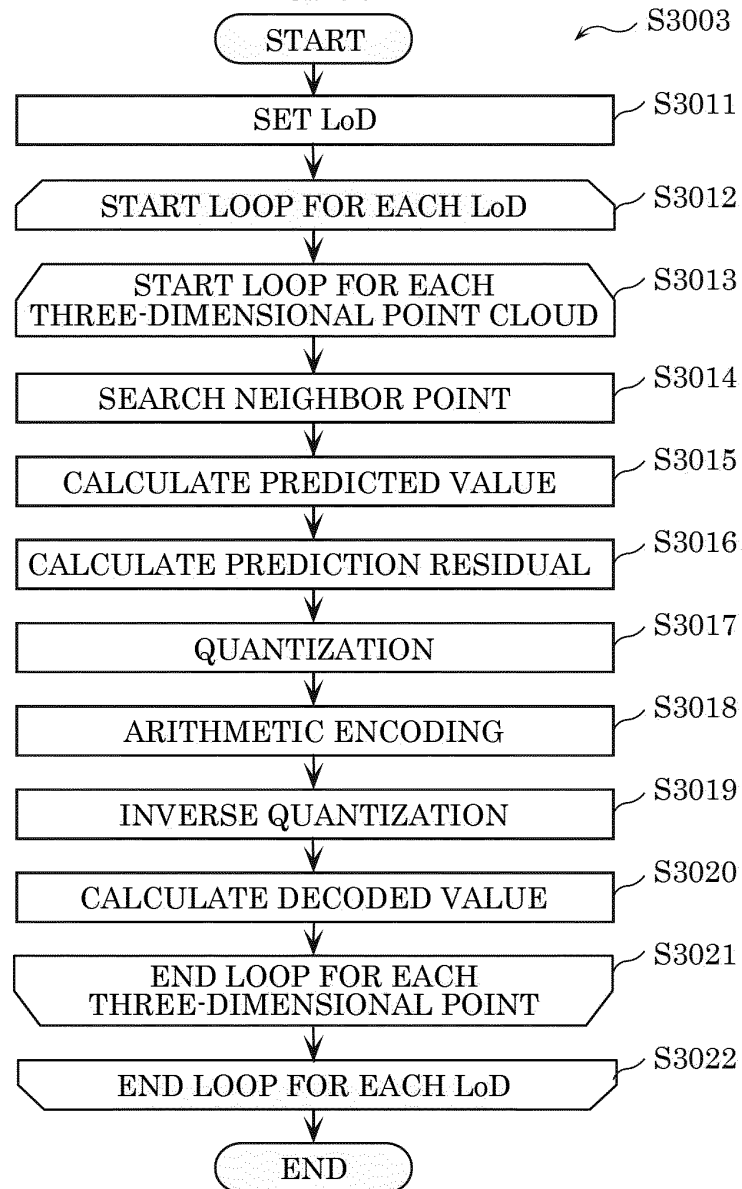 START
S3003
SET LoD
S3011
START LOOP FOR EACH LoD
S3012
START LOOP FOR EACH
THREE-DIMENSIONAL POINT CLOUD
S3013
SEARCH NEIGHBOR POINT
S3014
CALCULATE PREDICTED VALUE
S3015
CALCULATE PREDICTION RESIDUAL
S3016
QUANTIZATION
S3017
ARITHMETIC ENCODING
S3018
INVERSE QUANTIZATION
S3019
CALCULATE DECODED VALUE
S3020
END LOOP FOR EACH
THREE-DIMENSIONAL POINT
S3021
END LOOP FOR EACH LoD
S3022
END